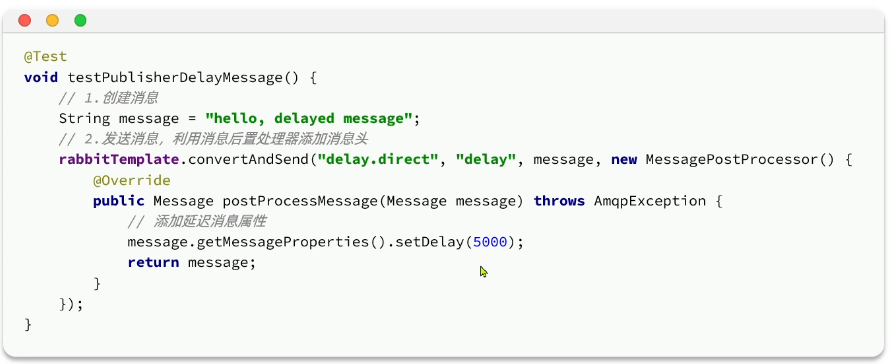 @Test
void testPublisherDelayMessage() {
    // 1.创建消息
    String message = "hello, delayed message";
    // 2.发送消息，利用消息后置处理器添加消息头
    rabbitTemplate.convertAndSend("delay.direct", "delay", message, new MessagePostProcessor() {
        @Override
        public Message postProcessMessage(Message message) throws AmqpException {
            // 添加延迟消息属性
            message.getMessageProperties().setDelay(5000);
            return message;
        }
    });
}